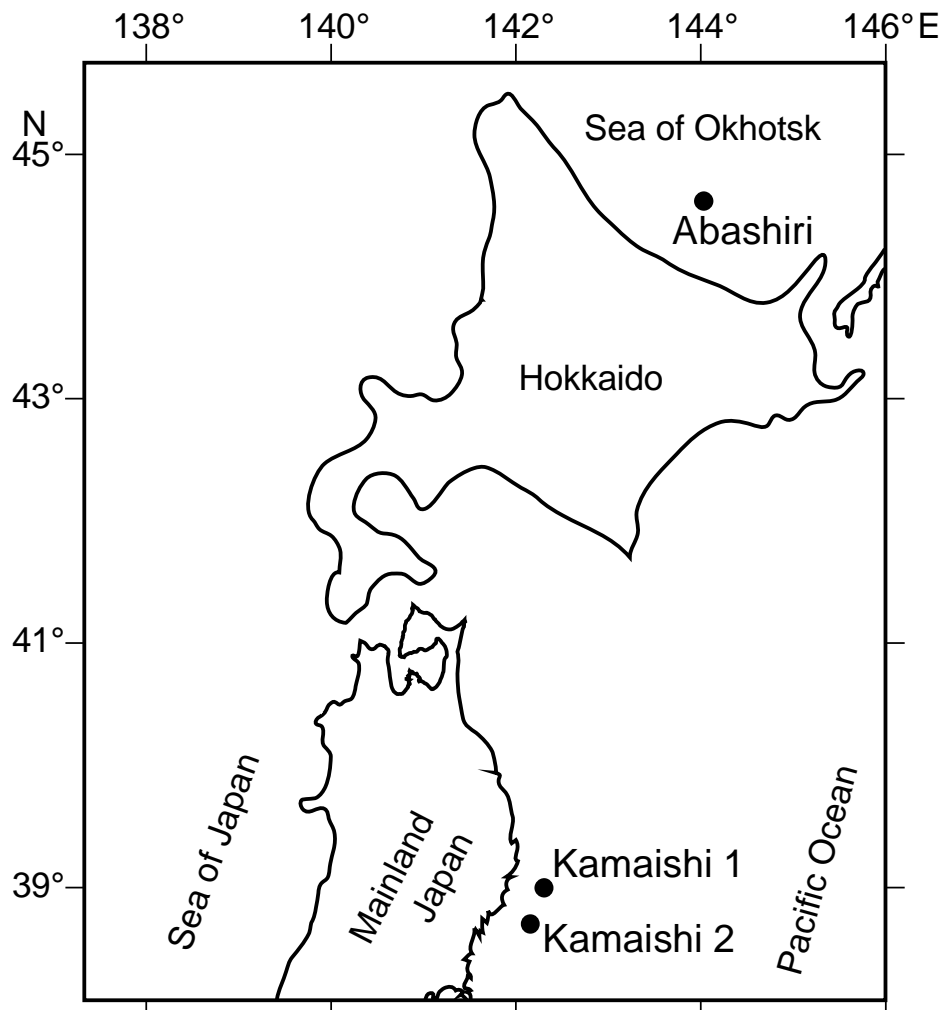 138°
140°
142°
144°
146°E
N
45°
Sea of Okhotsk
Abashiri
43°
Hokkaido
41°
Sea of Japan
Mainland
Japan
Pacific Ocean
39°
Kamaishi 1
Kamaishi 2